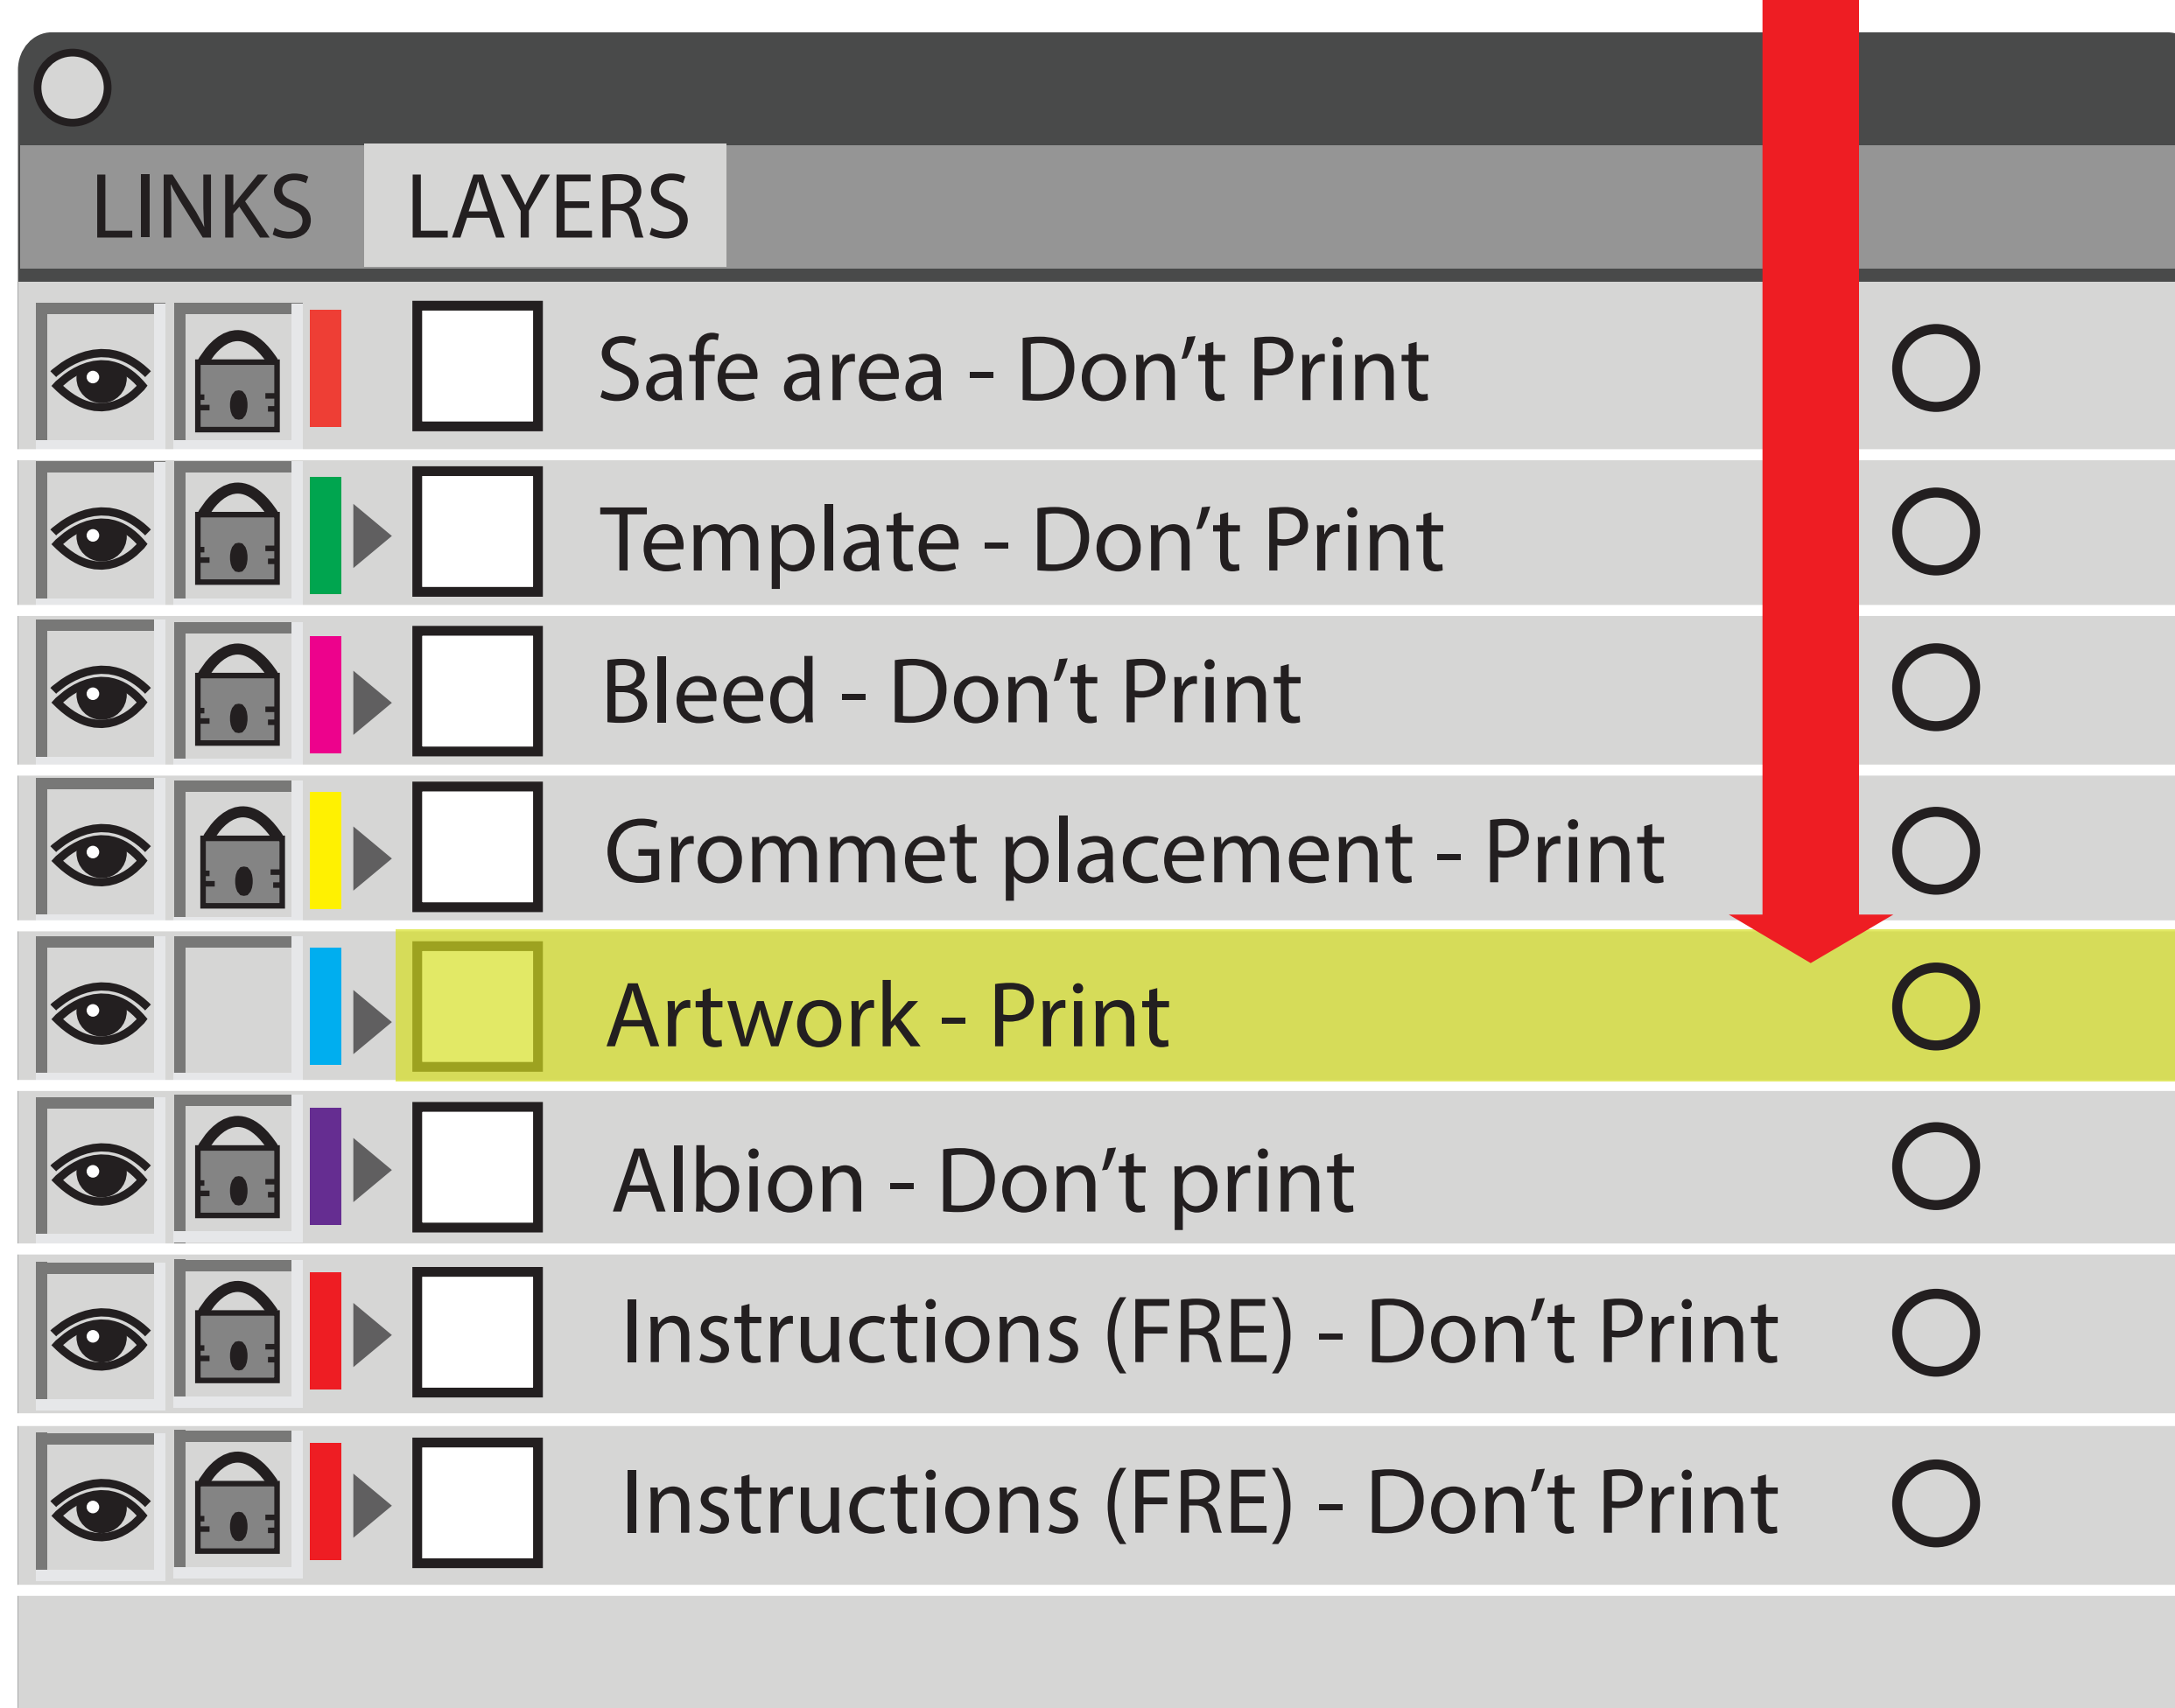 LINKS LAYERS
Safe area - Don’t Print
Template - Don’t Print
Bleed - Don’t Print
Grommet placement - Print
Artwork - Print
Albion - Don’t print
Instructions (FRE) - Don’t Print
Instructions (FRE) - Don’t Print